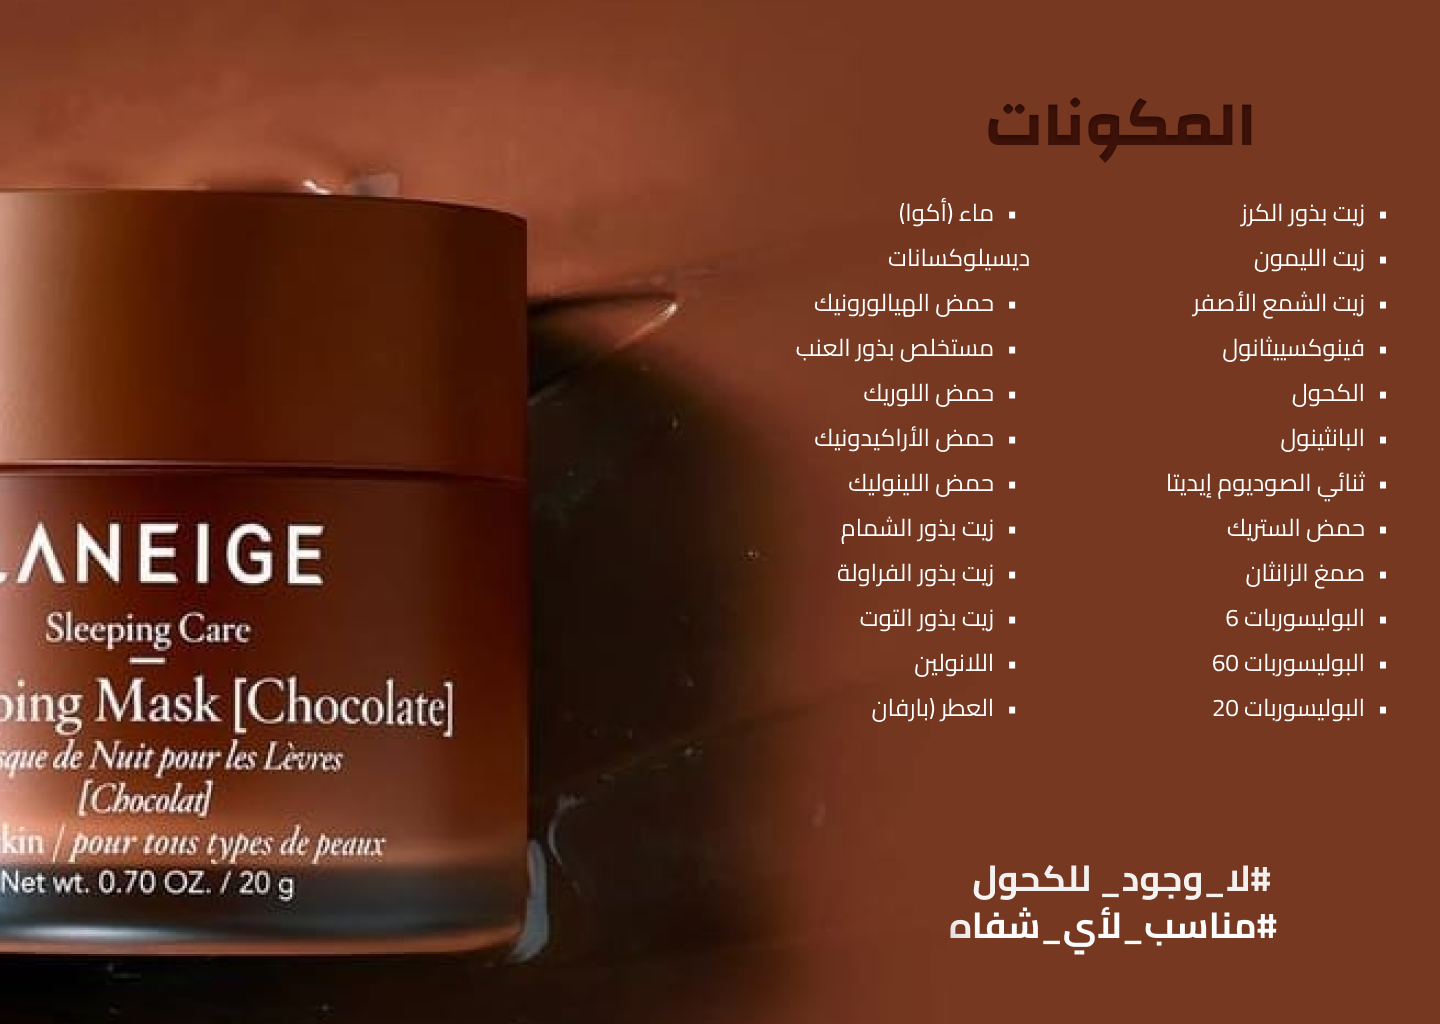 المكونات
▪ زيت بذور الكرز
▪ زيت الليمون
▪ زيت الشمع الأصفر
▪ فينوكسييثانول
▪ الكحول
▪ البانثينول
▪ ثنائي الصوديوم إيديتا
▪ حمض الستريك
▪ صمغ الزانثان
▪ البوليسوربات 6
▪ البوليسوربات 60
▪ البوليسوربات 20
▪ ماء (أكوا)
ديسيلوكسانات
▪ حمض الهيالورونيك
▪ مستخلص بذور العنب
▪ حمض اللوريك
▪ حمض الأراكيدونيك
▪ حمض اللينوليك
▪ زيت بذور الشمام
▪ زيت بذور الفراولة
▪ زيت بذور التوت
▪ اللانولين
▪ العطر (بارفان
#لا_وجود_ للكحول
#مناسب_لأي_شفاه
LANEIGE
Sleeping Care
ping Mask [Chocolate]
sque de Nuit pour les Lèvres
[Chocolat]
kin / pour tous types de peaux
Net wt. 0.70 OZ. / 20 g